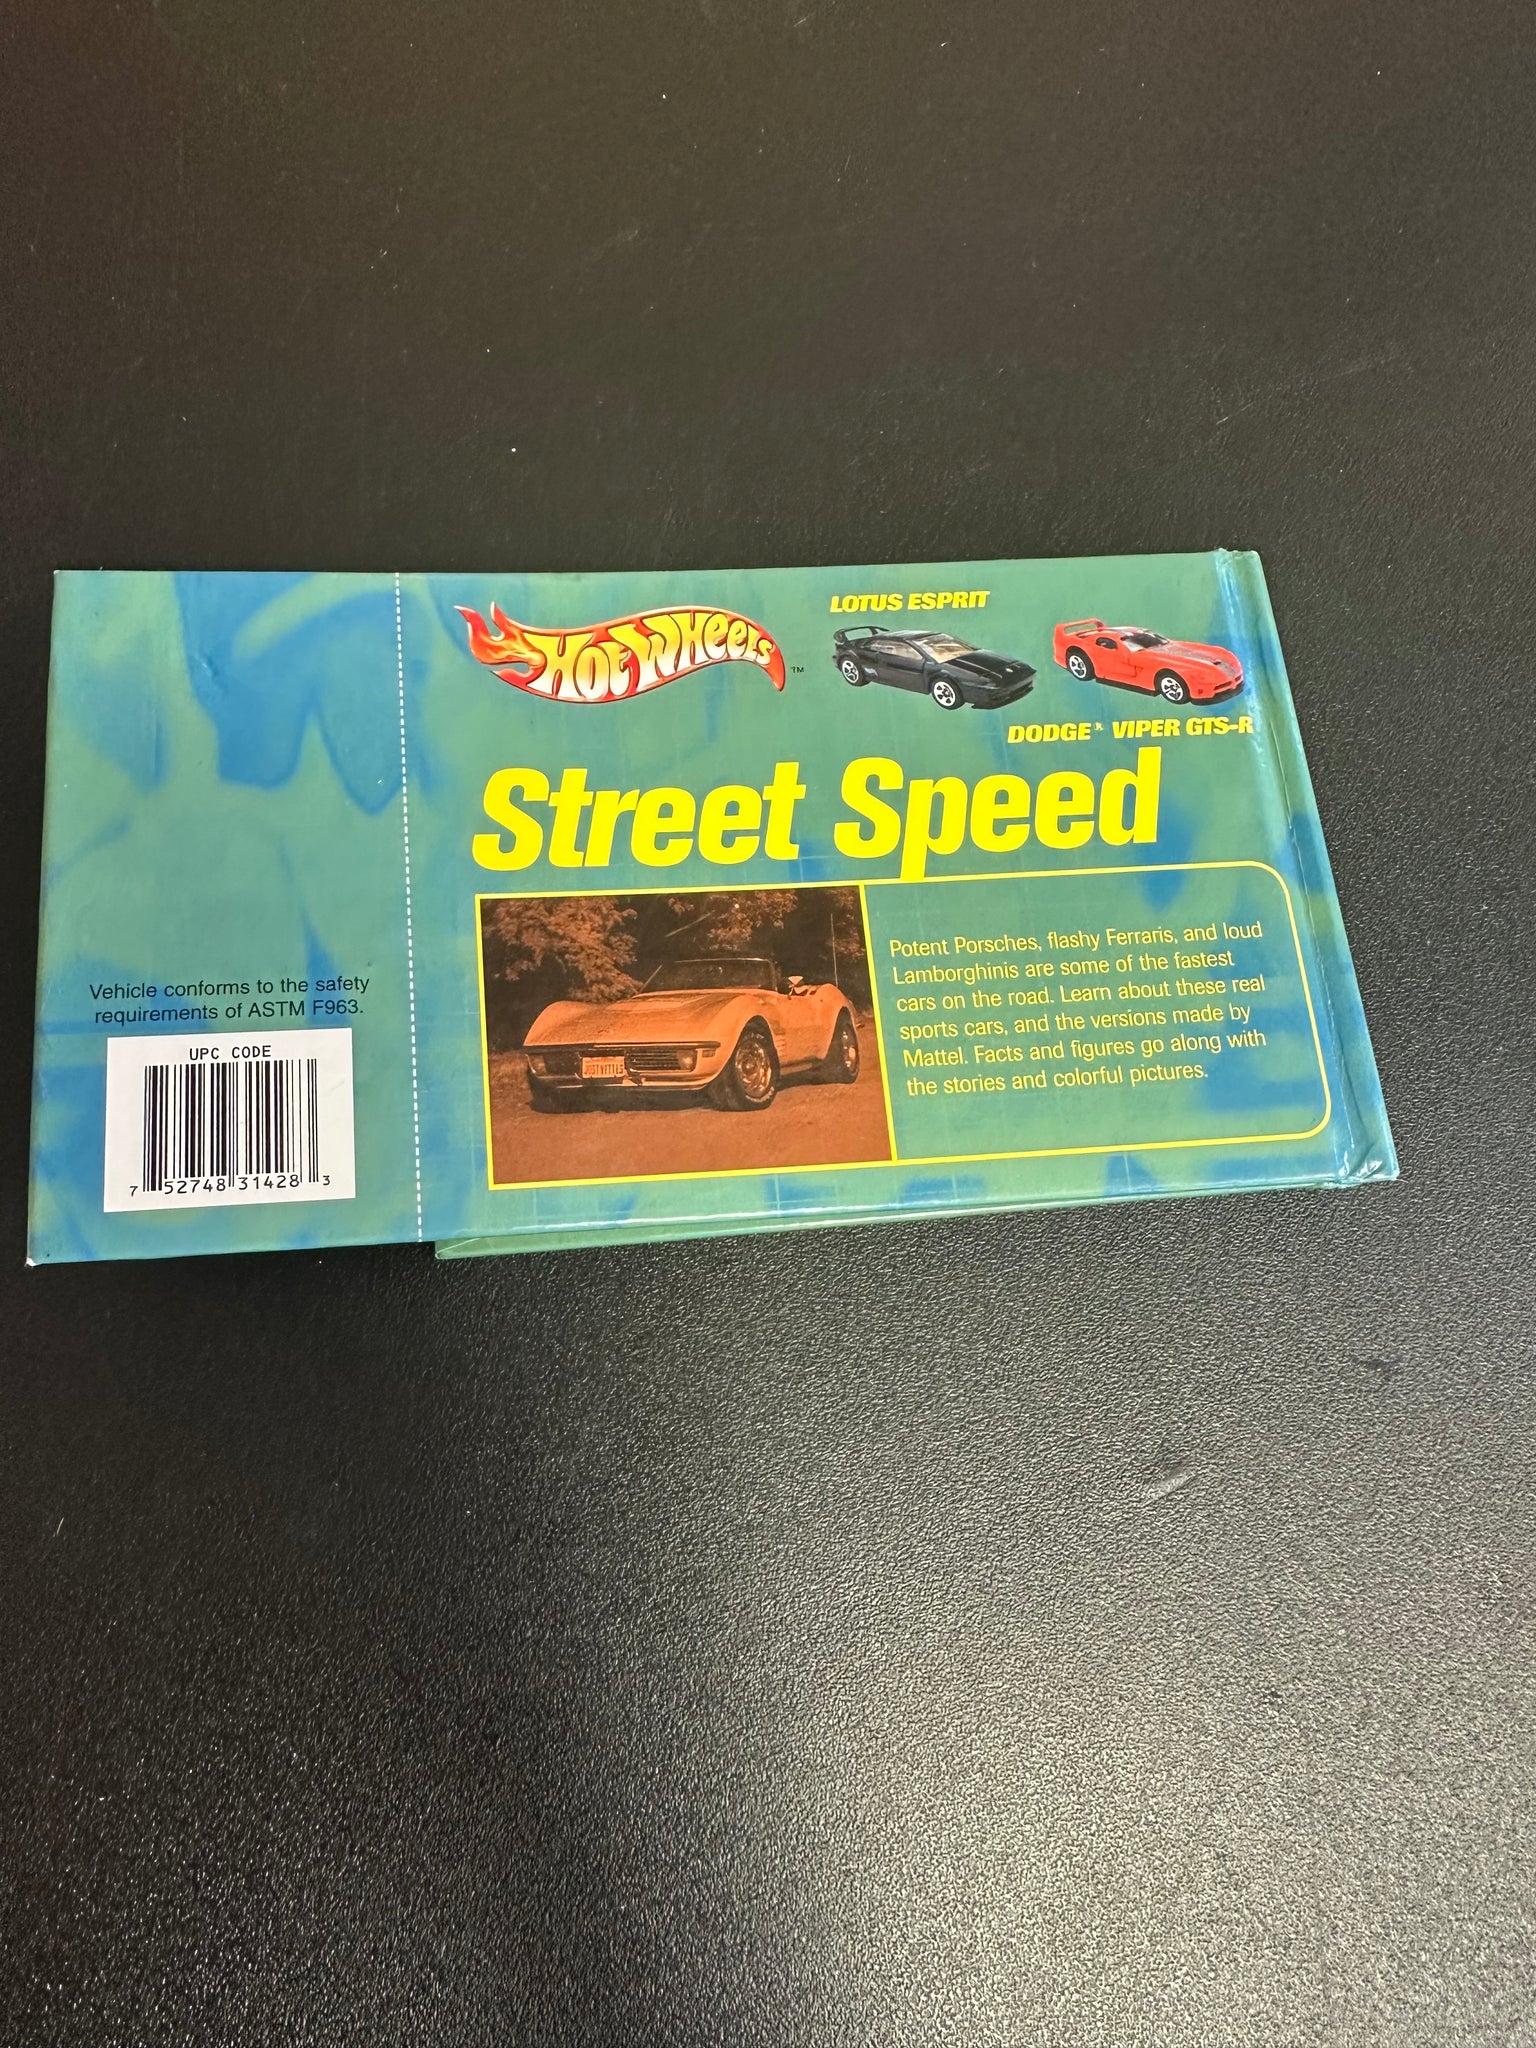 Hot Wheels™
LOTUS ESPRIT
DODGE® VIPER GTS-R
Street Speed
JUSTVETTLS
Potent Porsches, flashy Ferraris, and loud
Lamborghinis are some of the fastest
cars on the road. Learn about these real
sports cars, and the versions made by
Mattel. Facts and figures go along with
the stories and colorful pictures.
Vehicle conforms to the safety
requirements of ASTM F963.
UPC CODE
7 52748 31428 3